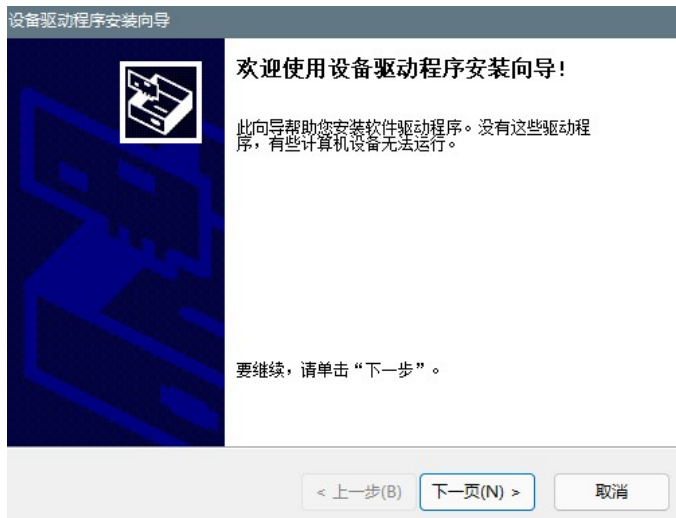 设备驱动程序安装向导
欢迎使用设备驱动程序安装向导!
此向导帮助您安装软件驱动程序。没有这些驱动程
序，有些计算机设备无法运行。
要继续，请单击“下一步”。
< 上一步(B)
下一页(N) >
取消